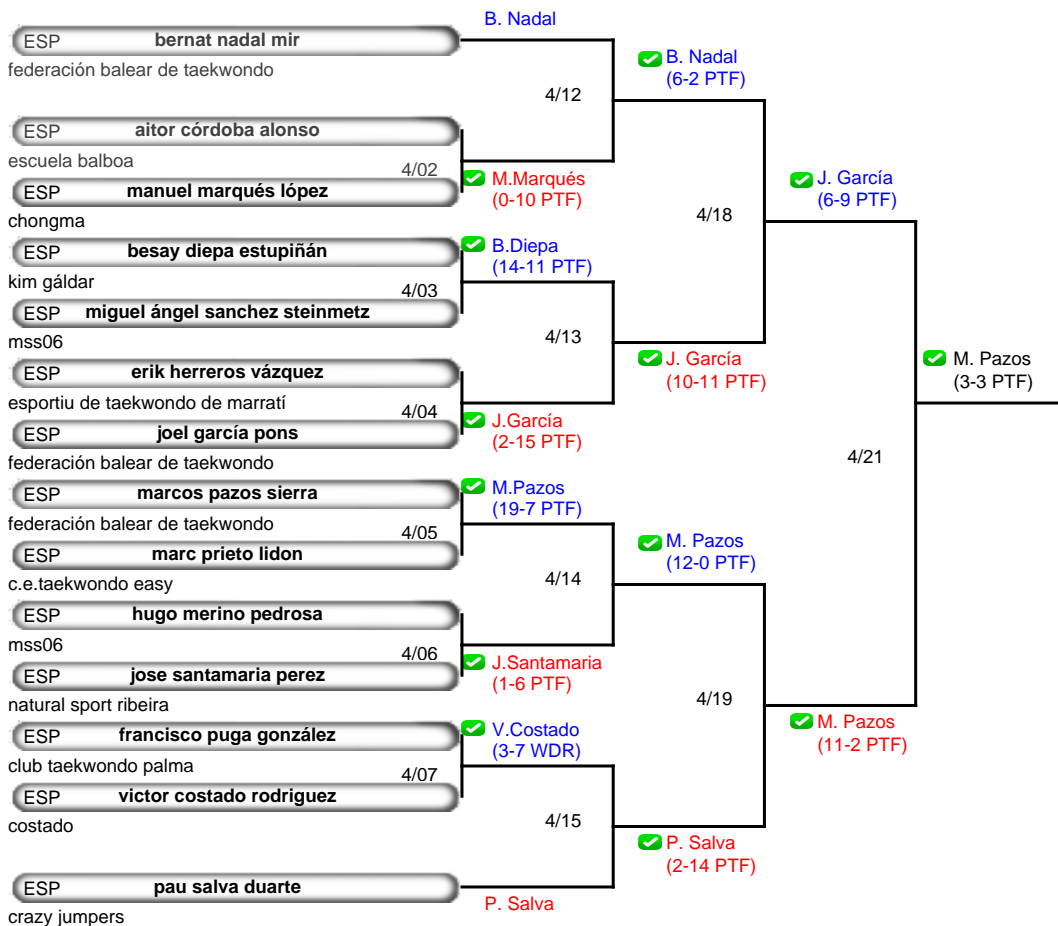 B. Nadal
ESP bernat nadal mir
federación balear de taekwondo
B. Nadal
(6-2 PTF)
4/12
ESP aitor córdoba alonso
escuela balboa
4/02
ESP manuel marqués lópez
chongma
M.Marqués
(0-10 PTF)
J. García
(6-9 PTF)
4/18
ESP besay diepa estupiñán
kim gáldar
B.Diepa
(14-11 PTF)
4/03
ESP miguel ángel sanchez steinmetz
mss06
4/13
J. García
(10-11 PTF)
M. Pazos
(3-3 PTF)
ESP erik herreros vázquez
esportiu de taekwondo de marratí
4/04
ESP joel garcía pons
federación balear de taekwondo
J.García
(2-15 PTF)
4/21
ESP marcos pazos sierra
federación balear de taekwondo
M.Pazos
(19-7 PTF)
4/05
ESP marc prieto lidon
c.e.taekwondo easy
M. Pazos
(12-0 PTF)
4/14
ESP hugo merino pedrosa
mss06
4/06
ESP jose santamaria perez
natural sport ribeira
J.Santamaria
(1-6 PTF)
4/19
M. Pazos
(11-2 PTF)
ESP francisco puga gonzález
club taekwondo palma
V.Costado
(3-7 WDR)
4/07
ESP victor costado rodriguez
costado
4/15
P. Salva
(2-14 PTF)
ESP pau salva duarte
crazy jumpers
P. Salva